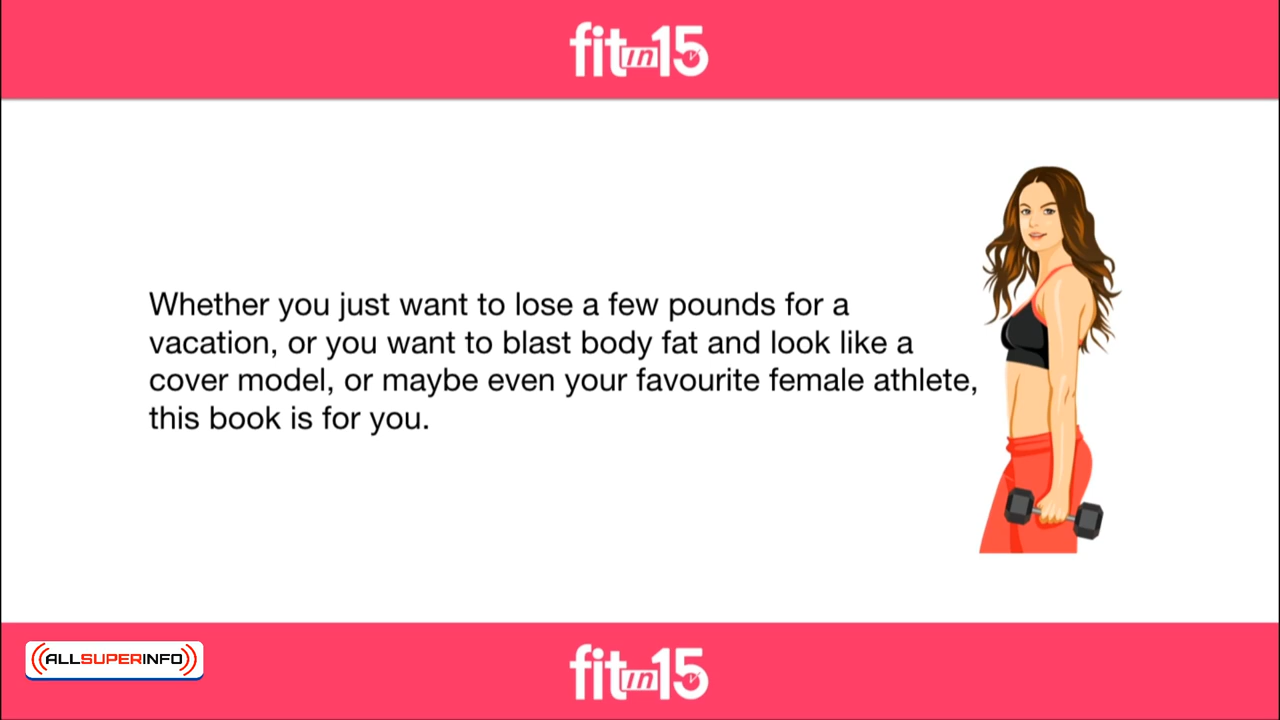 fit in 15
Whether you just want to lose a few pounds for a
vacation, or you want to blast body fat and look like a
cover model, or maybe even your favourite female athlete,
this book is for you.
ALLSUPERINFO
fit in 15